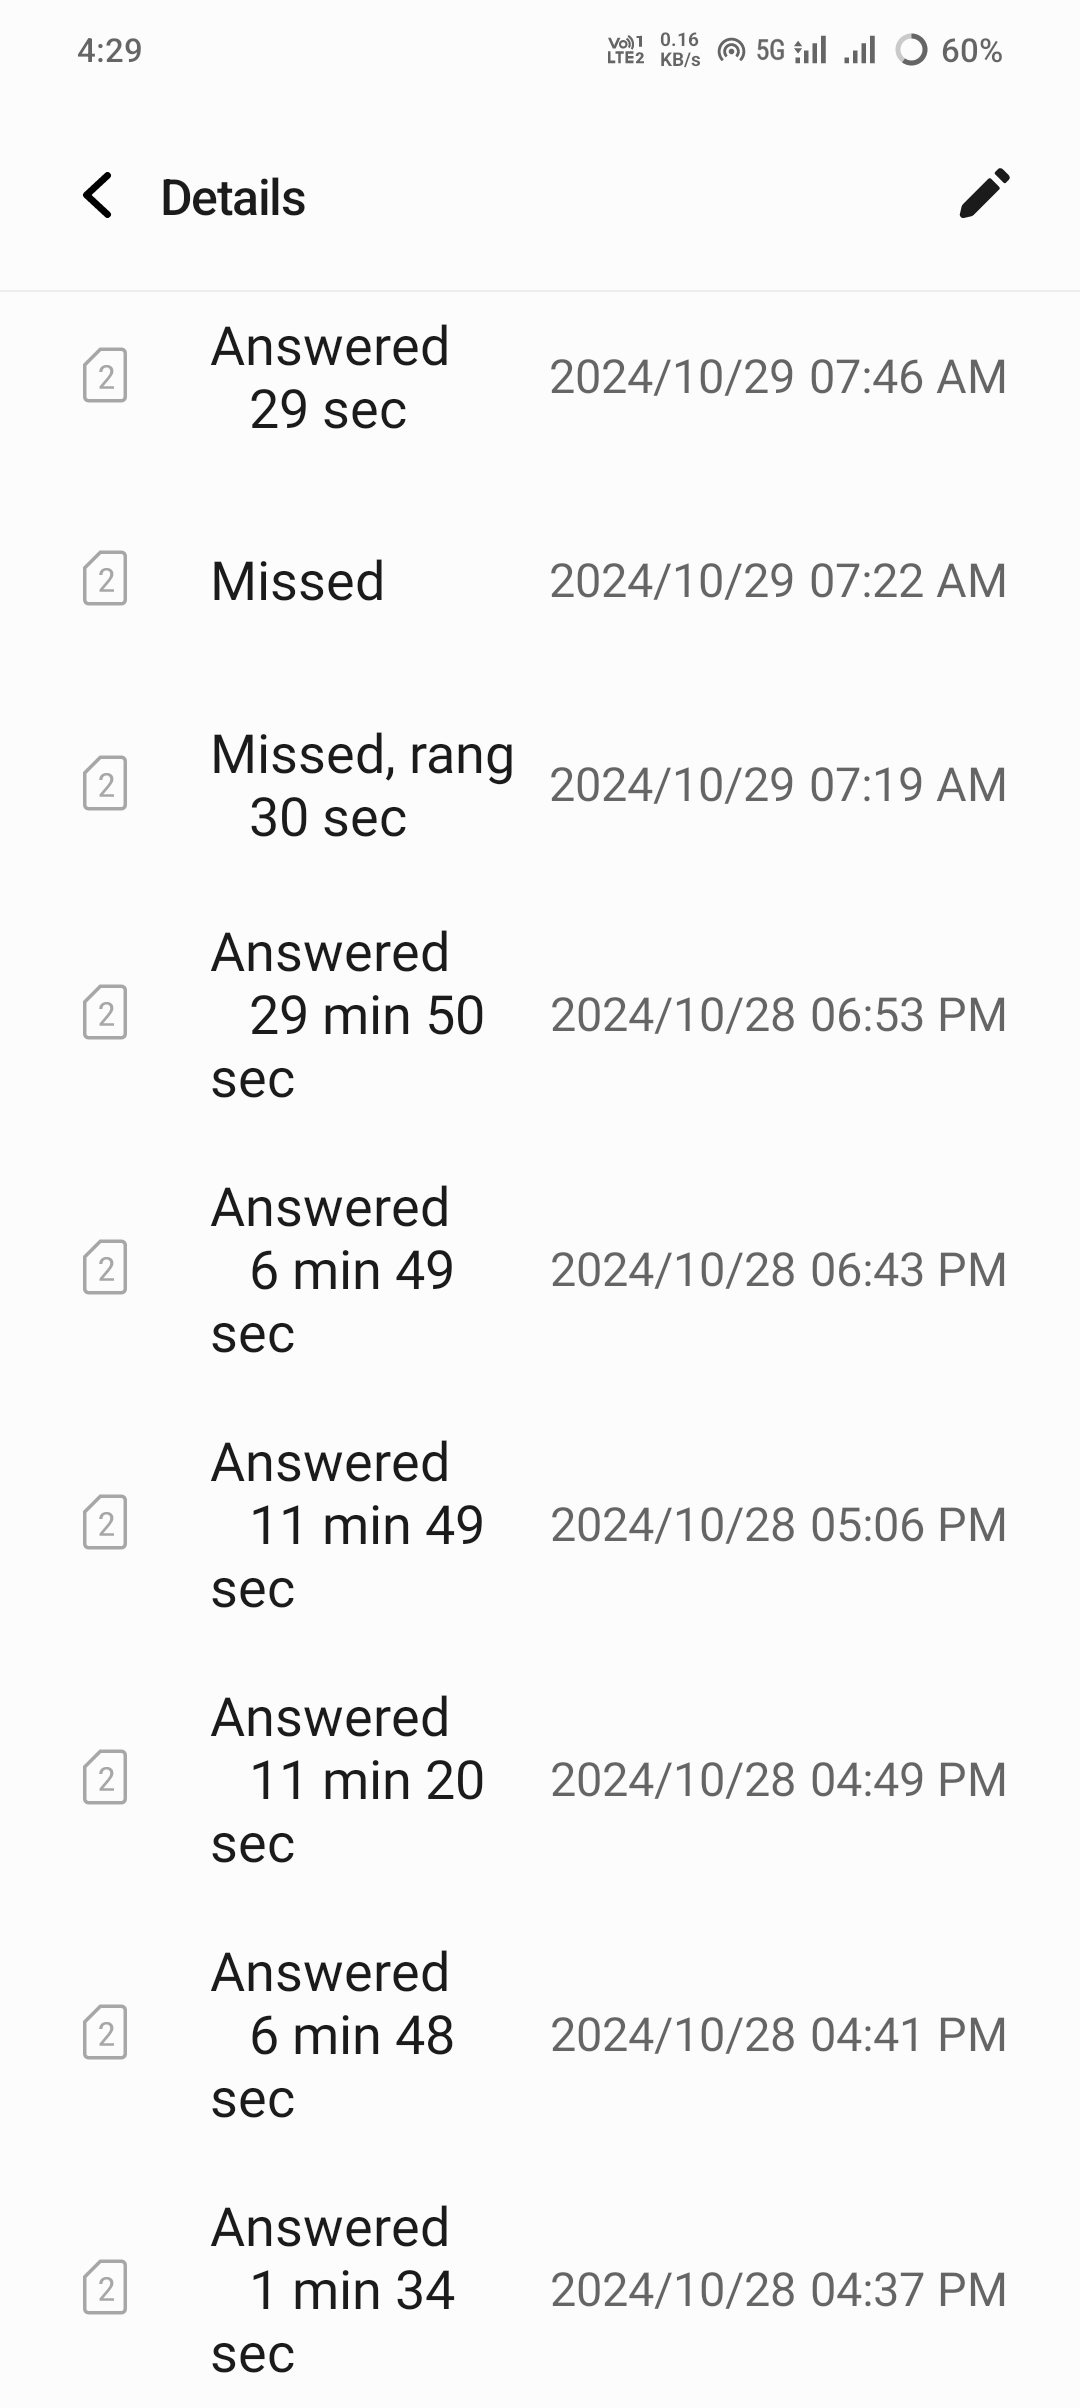 4:29
Vo))1 LTE2 0.16 KB/s 5G 60%
Details
2 Answered 29 sec 2024/10/29 07:46 AM
2 Missed 2024/10/29 07:22 AM
2 Missed, rang 30 sec 2024/10/29 07:19 AM
2 Answered 29 min 50 sec 2024/10/28 06:53 PM
2 Answered 6 min 49 sec 2024/10/28 06:43 PM
2 Answered 11 min 49 sec 2024/10/28 05:06 PM
2 Answered 11 min 20 sec 2024/10/28 04:49 PM
2 Answered 6 min 48 sec 2024/10/28 04:41 PM
2 Answered 1 min 34 sec 2024/10/28 04:37 PM